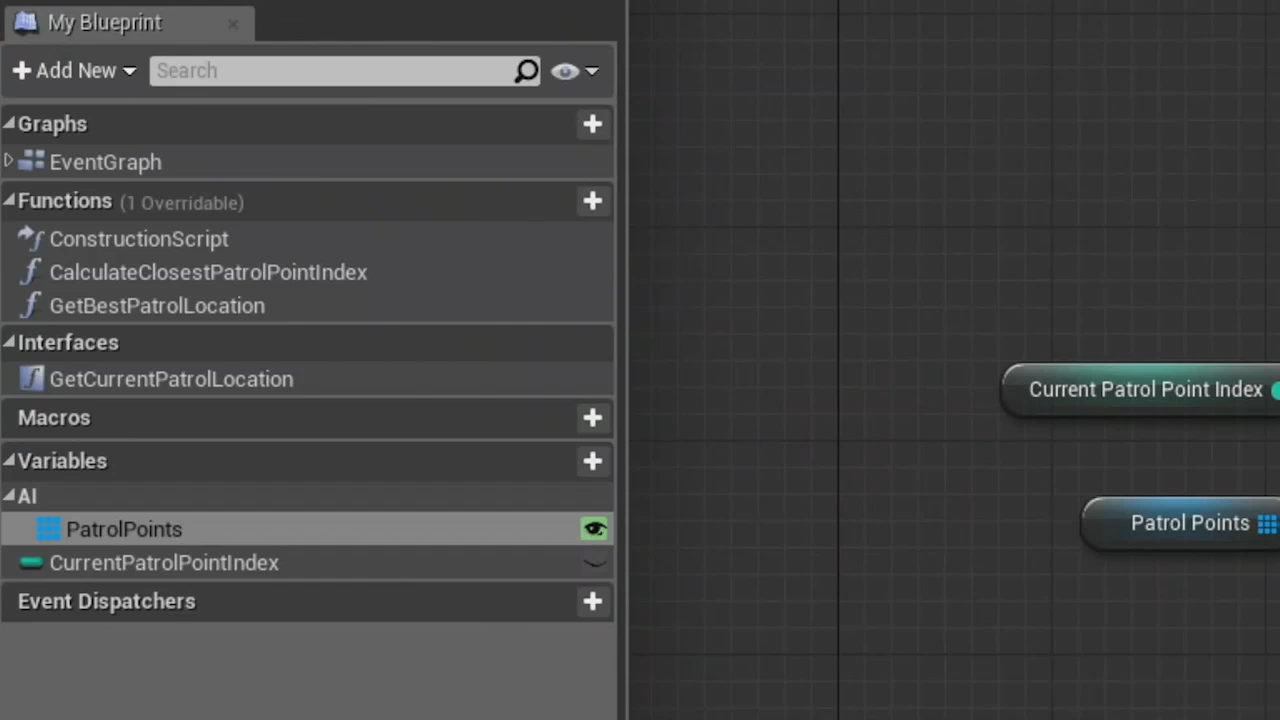 My Blueprint
Add New
Search
Graphs
EventGraph
Functions (1 Overridable)
ConstructionScript
CalculateClosestPatrolPointIndex
GetBestPatrolLocation
Interfaces
GetCurrentPatrolLocation
Macros
Variables
AI
PatrolPoints
CurrentPatrolPointIndex
Event Dispatchers
Current Patrol Point Index
Patrol Points